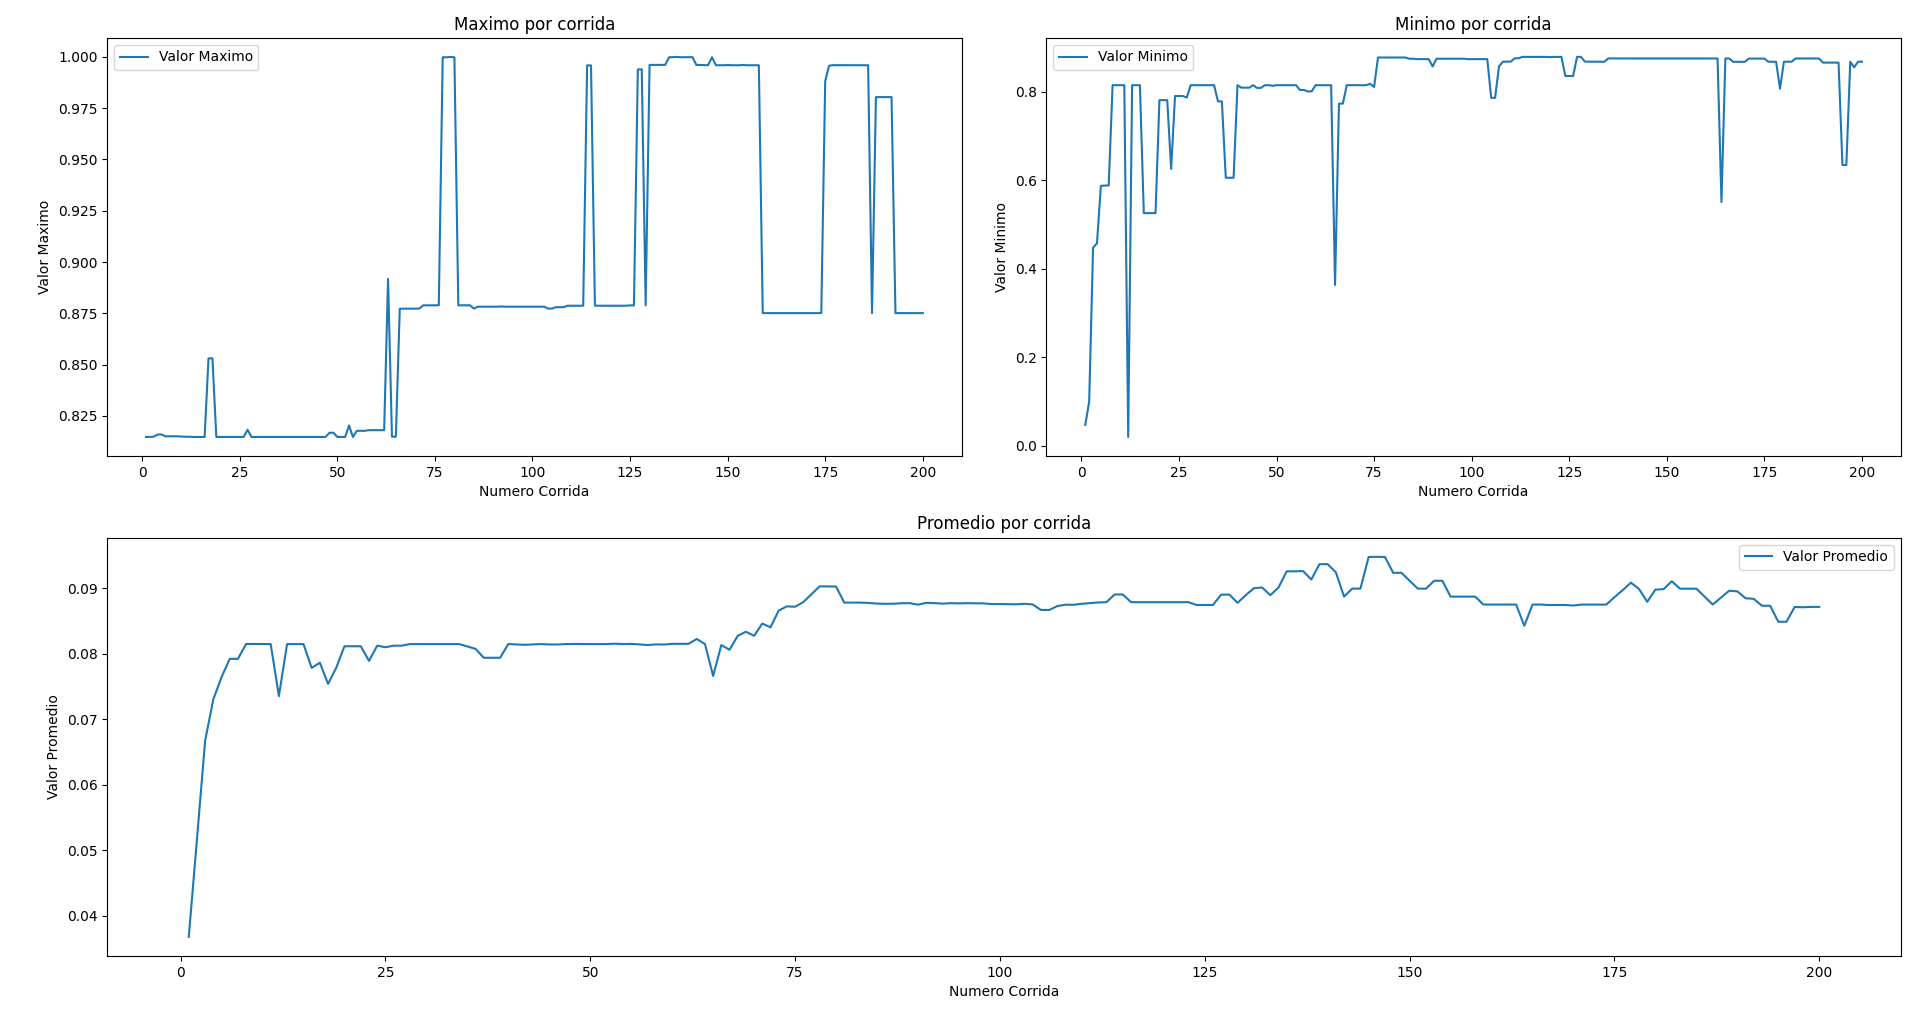 Maximo por corrida
Valor Maximo
1.000
0.975
0.950
0.925
0.900
0.875
0.850
0.825
Valor Maximo
0 25 50 75 100 125 150 175 200
Numero Corrida
Minimo por corrida
Valor Minimo
0.8
0.6
0.4
0.2
0.0
Valor Minimo
0 25 50 75 100 125 150 175 200
Numero Corrida
Promedio por corrida
Valor Promedio
0.09
0.08
0.07
0.06
0.05
0.04
Valor Promedio
0 25 50 75 100 125 150 175 200
Numero Corrida